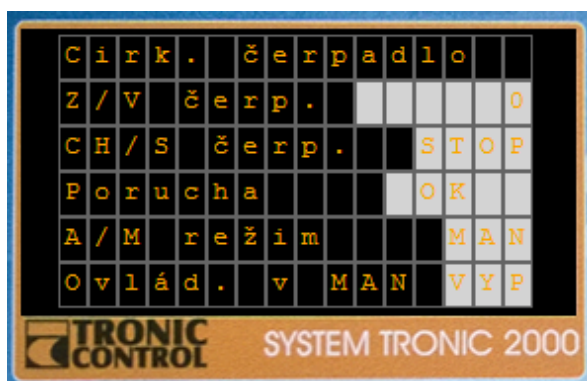 Cirk. čerpadlo
Z/V čerp. 0
CH/S čerp. STOP
Porucha OK
A/M režim MAN
Ovlád. v MAN VYP
TRONIC CONTROL SYSTEM TRONIC 2000